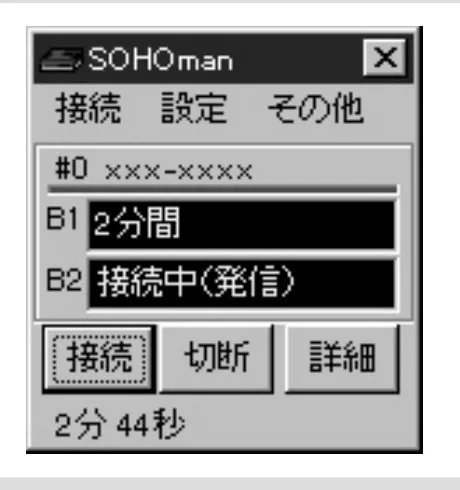 SOHOman
接続 設定 その他
#0 xxx-xxxx
B1 2分間
B2 接続中(発信)
接続 切断 詳細
2分 44秒